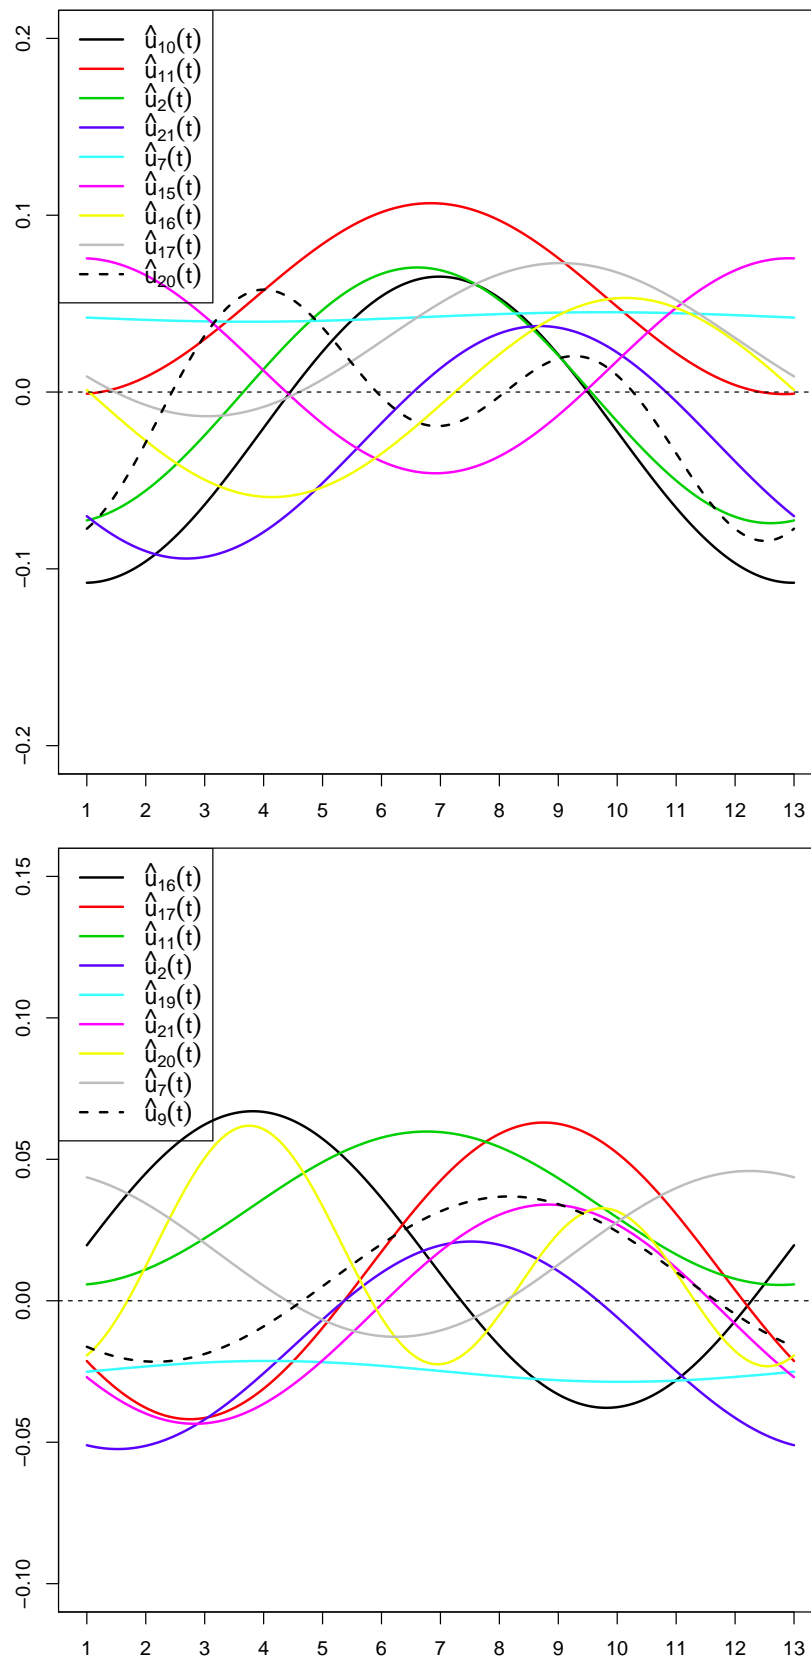 û₁₀(t)
û₁₁(t)
û₂(t)
û₂₁(t)
û₇(t)
û₁₅(t)
û₁₆(t)
û₁₇(t)
û₂₀(t)
0.2
0.1
0.0
−0.1
−0.2
1 2 3 4 5 6 7 8 9 10 11 12 13
û₁₆(t)
û₁₇(t)
û₁₁(t)
û₂(t)
û₁₉(t)
û₂₁(t)
û₂₀(t)
û₇(t)
û₉(t)
0.15
0.10
0.05
0.00
−0.05
−0.10
1 2 3 4 5 6 7 8 9 10 11 12 13